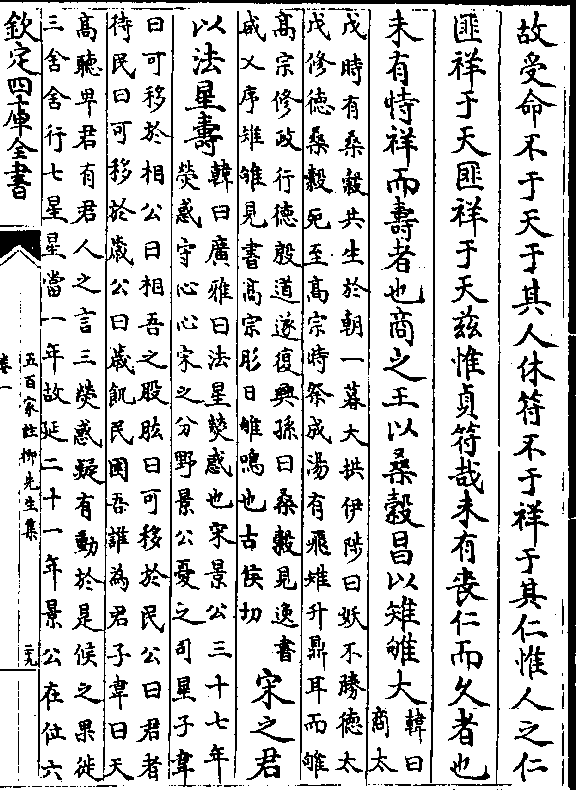 故受命不于天于其人休符不于祥于其仁惟人之仁
匪祥于天匪祥于天兹惟貞符哉未有喪仁而久者也
未有恃祥而壽者也商之王以桑穀昌以雉雊大
韓曰
商太
戊時有桑穀共生於朝一暮大拱伊陟曰妖不勝德太
戊修德桑穀死至高宗時祭成湯有飛雉升鼎耳而雊
高宗修政行德殷道遂復興孫曰桑穀見逸書
咸乂序雉雊見書高宗肜日雊鳴也古侯切
宋之君
以法星壽
韓曰廣雅曰法星熒惑也宋景公三十七年
熒惑守心心宋之分野景公憂之司星子韋
曰可移於相公曰相吾之股肱曰可移於民公曰君者
待民曰可移於歲公曰歲飢民困吾誰為君子韋曰天
高聽卑君有君人之言三熒惑疑有動於是候之果徙
三舍舍行七星星當一年故延二十一年景公在位六
欽定四庫全書
五百家註柳先生集
卷一
二九